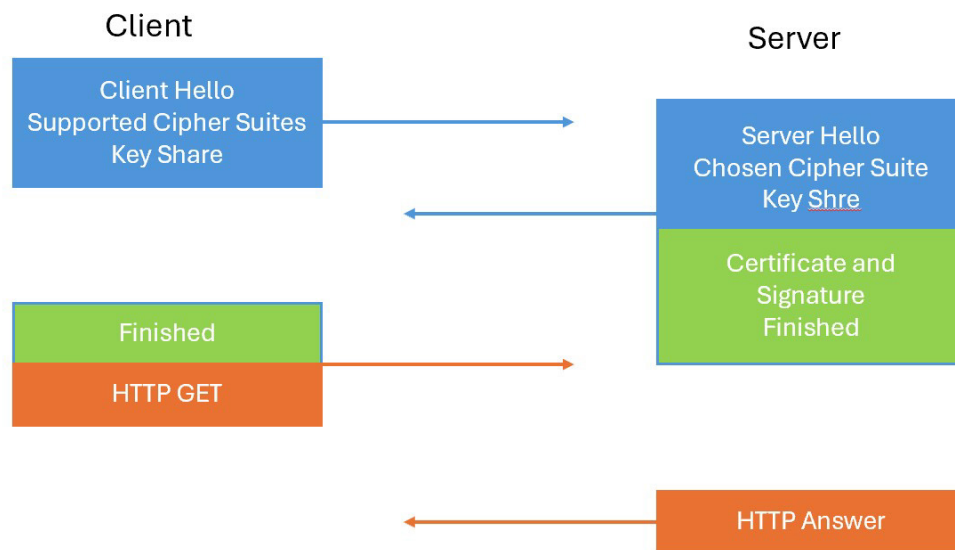 Client
Server
Client Hello
Supported Cipher Suites
Key Share
Server Hello
Chosen Cipher Suite
Key Shre
Certificate and
Signature
Finished
Finished
HTTP GET
HTTP Answer